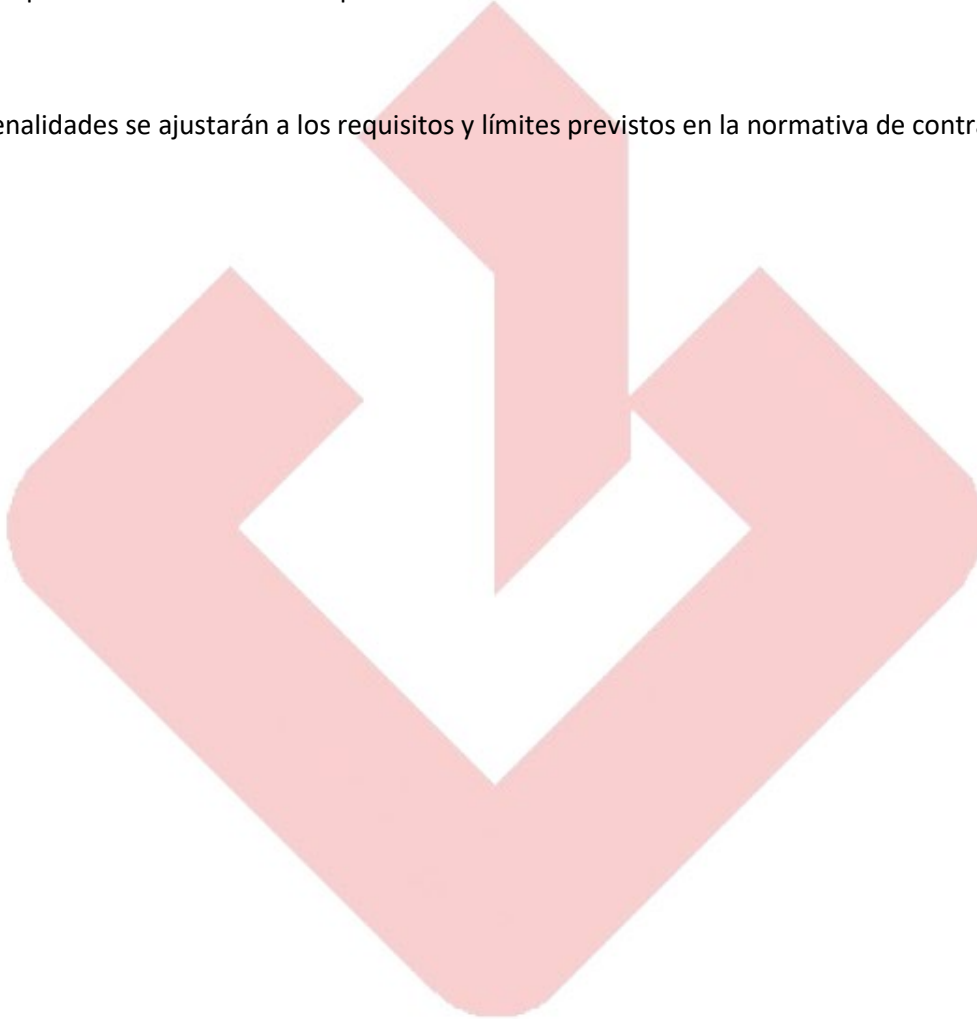 enalidades se ajustarán a los requisitos y límites previstos en la normativa de contra